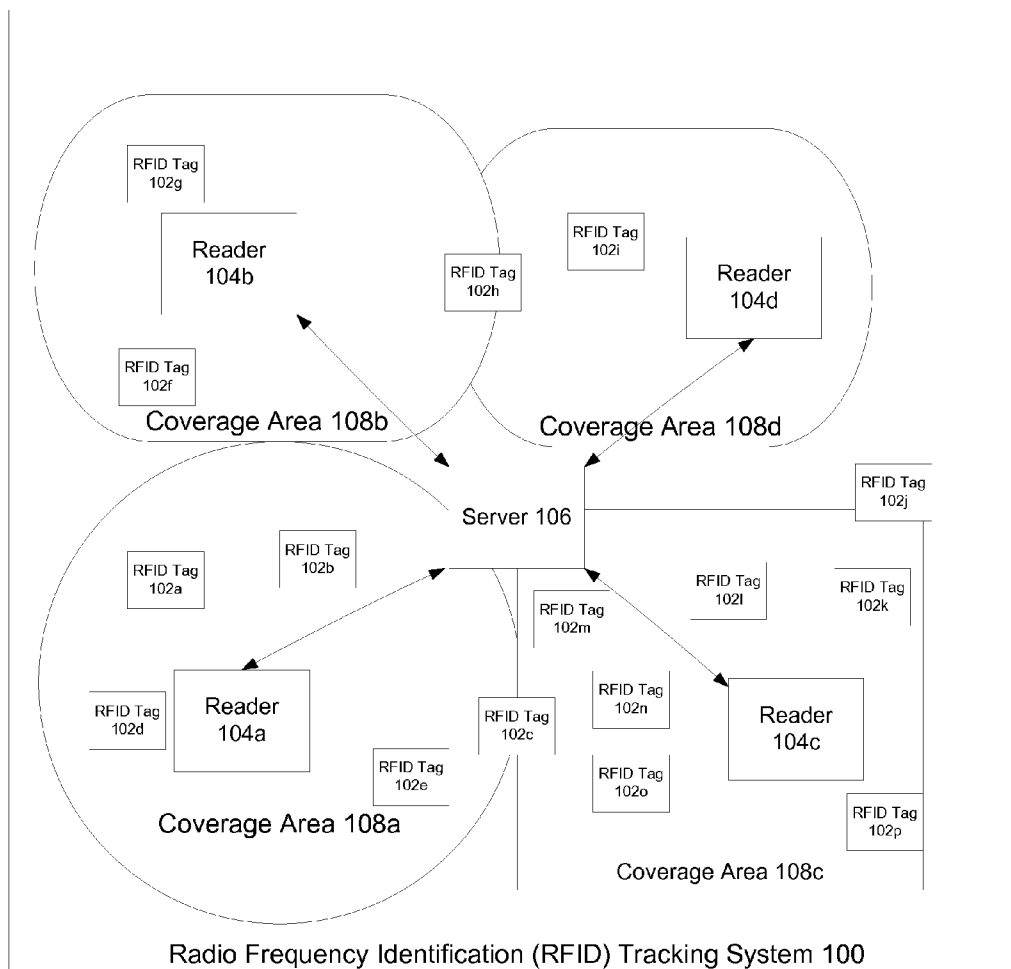 RFID Tag
102g
Reader
104b
RFID Tag
102f
Coverage Area 108b
RFID Tag
102h
RFID Tag
102i
Reader
104d
Coverage Area 108d
Server 106
RFID Tag
102j
RFID Tag
102a
RFID Tag
102b
RFID Tag
102d
Reader
104a
RFID Tag
102e
Coverage Area 108a
RFID Tag
102c
RFID Tag
102m
RFID Tag
102l
RFID Tag
102k
RFID Tag
102n
Reader
104c
RFID Tag
102o
RFID Tag
102p
Coverage Area 108c
Radio Frequency Identification (RFID) Tracking System 100